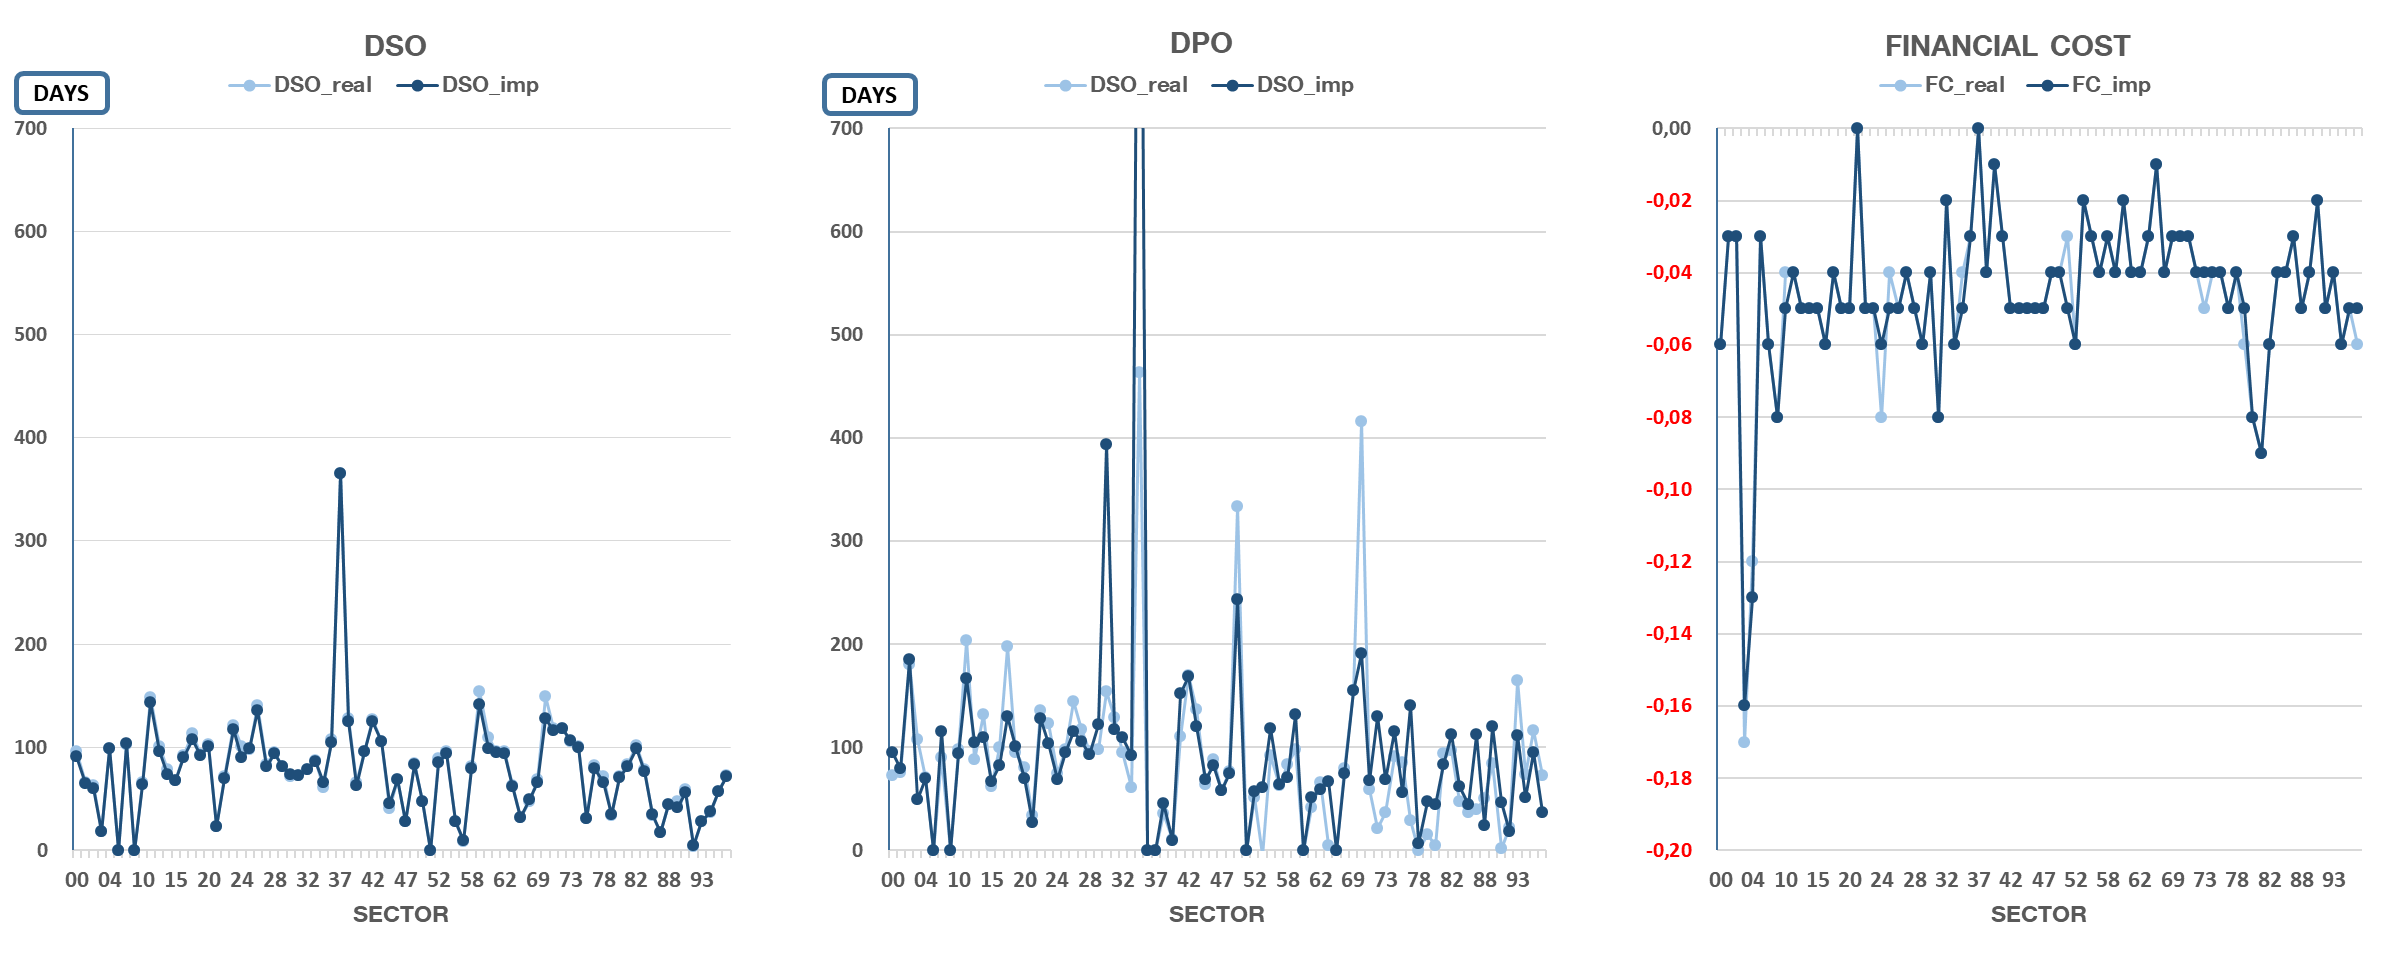 DSO
DAYS
DSO_real DSO_imp
700
600
500
400
300
200
100
0
00 04 10 15 20 24 28 32 37 42 47 52 58 62 69 73 78 82 88 93
SECTOR
DPO
DAYS
DSO_real DSO_imp
700
600
500
400
300
200
100
0
00 04 10 15 20 24 28 32 37 42 47 52 58 62 69 73 78 82 88 93
SECTOR
FINANCIAL COST
FC_real FC_imp
0,00
-0,02
-0,04
-0,06
-0,08
-0,10
-0,12
-0,14
-0,16
-0,18
-0,20
00 04 10 15 20 24 28 32 37 42 47 52 58 62 69 73 78 82 88 93
SECTOR